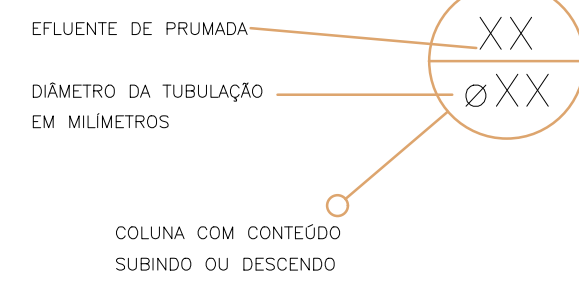 EFLUENTE DE PRUMADA
XX
DIÂMETRO DA TUBULAÇÃO
EM MILÍMETROS
øXX
COLUNA COM CONTEÚDO
SUBINDO OU DESCENDO